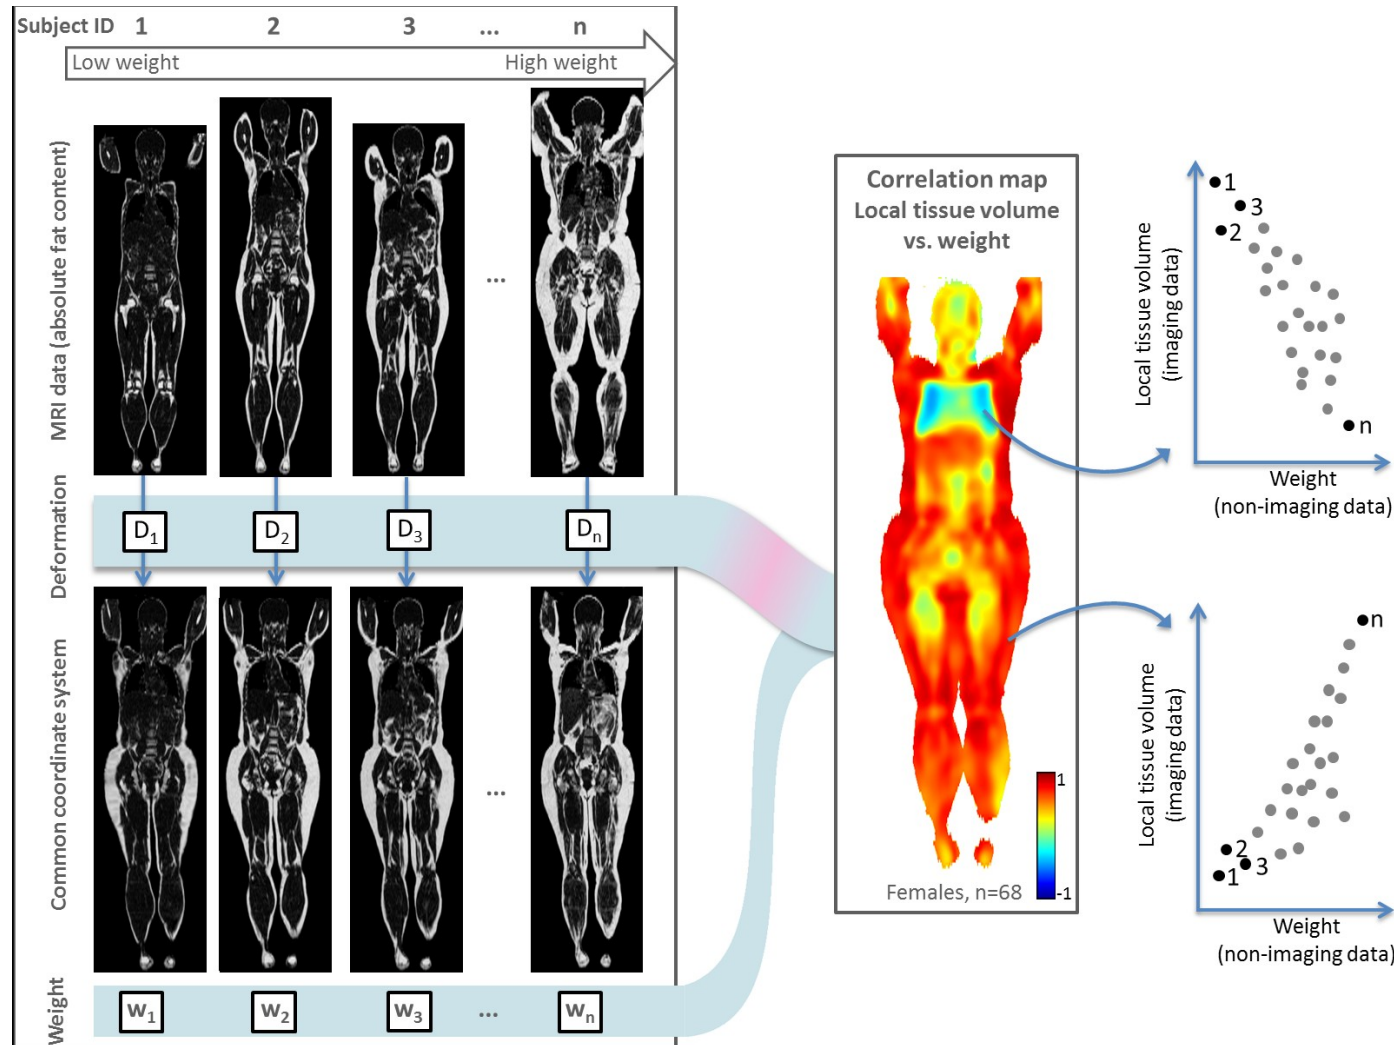 Subject ID 1 2 3 ... n
Low weight High weight
MRI data (absolute fat content)
...
Deformation
D1 D2 D3 Dn
Common coordinate system
...
Weight
w1 w2 w3 ... wn
Correlation map
Local tissue volume
vs. weight
1
-1
Females, n=68
Local tissue volume
(imaging data)
1
3
2
n
Weight
(non-imaging data)
Local tissue volume
(imaging data)
n
2
3
1
Weight
(non-imaging data)